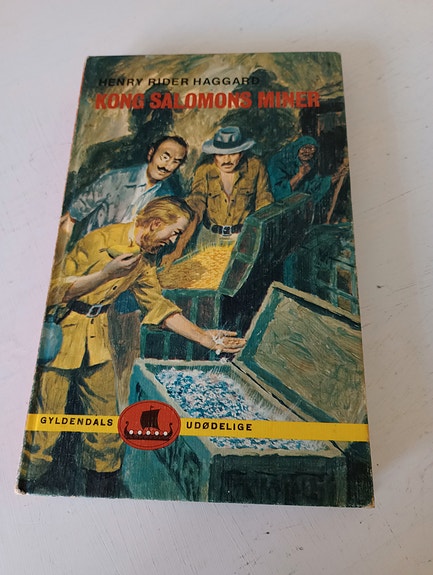 HENRY RIDER HAGGARD
KONG SALOMONS MINER
GYLDENDALS UDØDELIGE